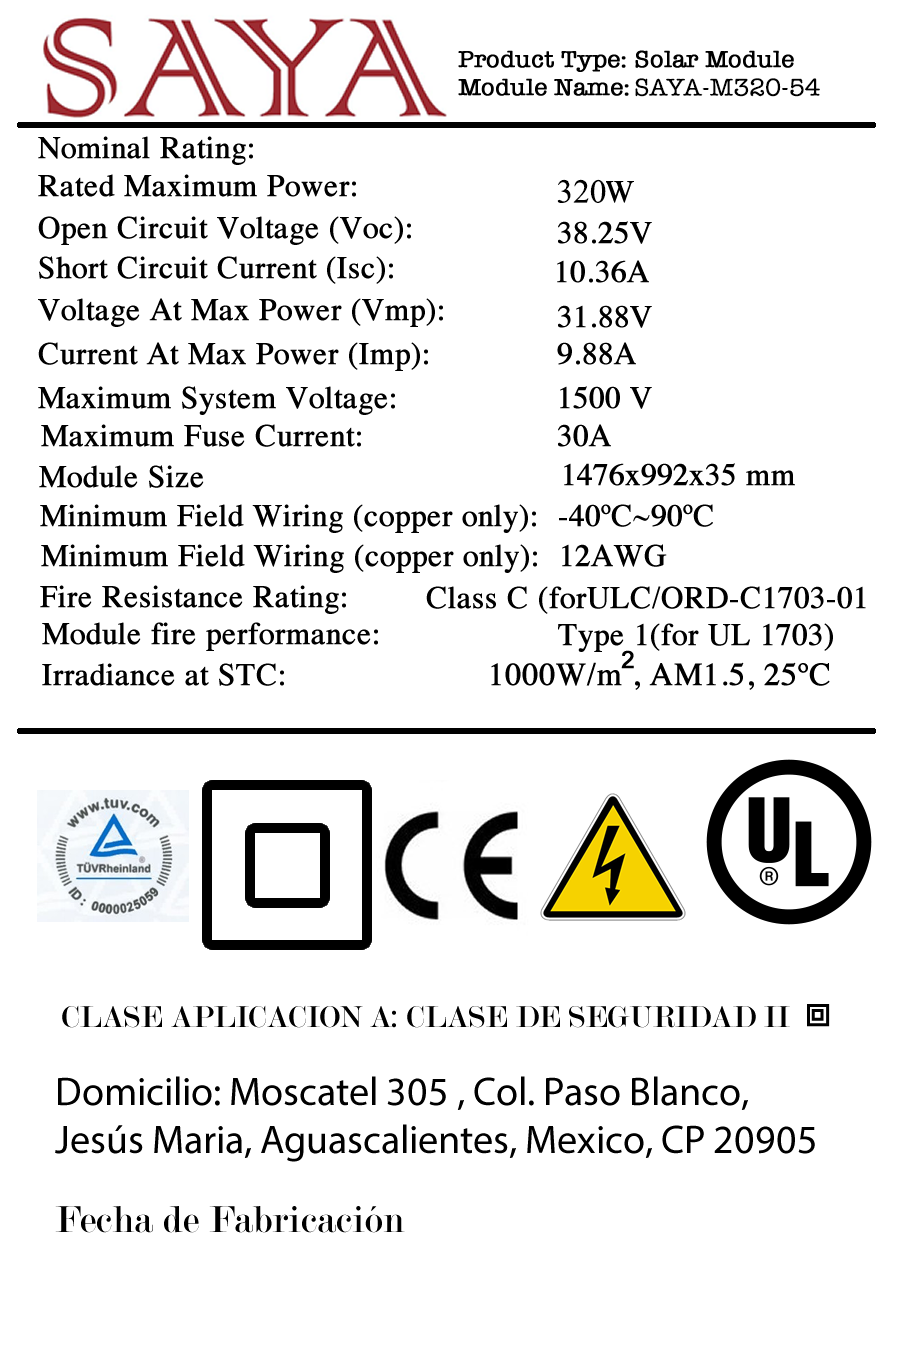 SAYA
Product Type: Solar Module
Module Name: SAYA-M320-54
Nominal Rating:
Rated Maximum Power: 320W
Open Circuit Voltage (Voc): 38.25V
Short Circuit Current (Isc): 10.36A
Voltage At Max Power (Vmp): 31.88V
Current At Max Power (Imp): 9.88A
Maximum System Voltage: 1500 V
Maximum Fuse Current: 30A
Module Size 1476x992x35 mm
Minimum Field Wiring (copper only): -40ºC~90ºC
Minimum Field Wiring (copper only): 12AWG
Fire Resistance Rating: Class C (forULC/ORD-C1703-01
Module fire performance: Type 1(for UL 1703)
Irradiance at STC: 1000W/m², AM1.5, 25ºC
www.tuv.com
TÜVRheinland®
ID: 0000025059
CE
UL®
CLASE APLICACION A: CLASE DE SEGURIDAD II
Domicilio: Moscatel 305 , Col. Paso Blanco,
Jesús Maria, Aguascalientes, Mexico, CP 20905
Fecha de Fabricación